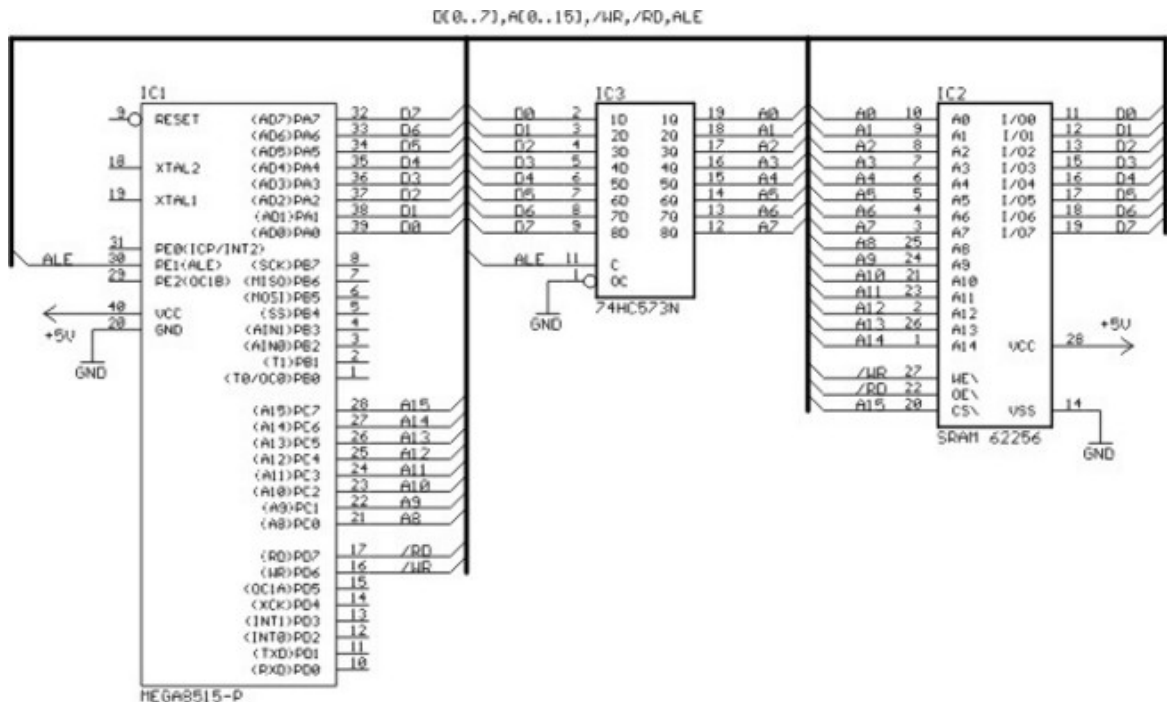 D[0..7],A[0..15],/WR,/RD,ALE
IC1
9 RESET
18 XTAL2
19 XTAL1
31 PE0(ICP/INT2)
ALE 30 PE1(ALE)
29 PE2(OC1B)
40 VCC
+5V
20 GND
GND
(AD7)PA7 32 D7
(AD6)PA6 33 D6
(AD5)PA5 34 D5
(AD4)PA4 35 D4
(AD3)PA3 36 D3
(AD2)PA2 37 D2
(AD1)PA1 38 D1
(AD0)PA0 39 D0
(SCK)PB7 8
(MISO)PB6 7
(MOSI)PB5 6
(SS)PB4 5
(AIN1)PB3 4
(AIN0)PB2 3
(T1)PB1 2
(T0/OC0)PB0 1
(A15)PC7 28 A15
(A14)PC6 27 A14
(A13)PC5 26 A13
(A12)PC4 25 A12
(A11)PC3 24 A11
(A10)PC2 23 A10
(A9)PC1 22 A9
(A8)PC0 21 A8
(RD)PD7 17 /RD
(WR)PD6 16 /WR
(OC1A)PD5 15
(XCK)PD4 14
(INT1)PD3 13
(INT0)PD2 12
(TXD)PD1 11
(RXD)PD0 10
MEGA8515-P
IC3
D0 2 1D 1Q 19 A0
D1 3 2D 2Q 18 A1
D2 4 3D 3Q 17 A2
D3 5 4D 4Q 16 A3
D4 6 5D 5Q 15 A4
D5 7 6D 6Q 14 A5
D6 8 7D 7Q 13 A6
D7 9 8D 8Q 12 A7
ALE 11 C
1 OC
GND
74HC573N
IC2
A0 10 A0 I/O0 11 D0
A1 9 A1 I/O1 12 D1
A2 8 A2 I/O2 13 D2
A3 7 A3 I/O3 15 D3
A4 6 A4 I/O4 16 D4
A5 5 A5 I/O5 17 D5
A6 4 A6 I/O6 18 D6
A7 3 A7 I/O7 19 D7
A8 25 A8
A9 24 A9
A10 21 A10
A11 23 A11
A12 2 A12
A13 26 A13
A14 1 A14 VCC 28
+5V
/WR 27 WE\
/RD 22 OE\
A15 20 CS\ VSS 14
GND
SRAM 62256